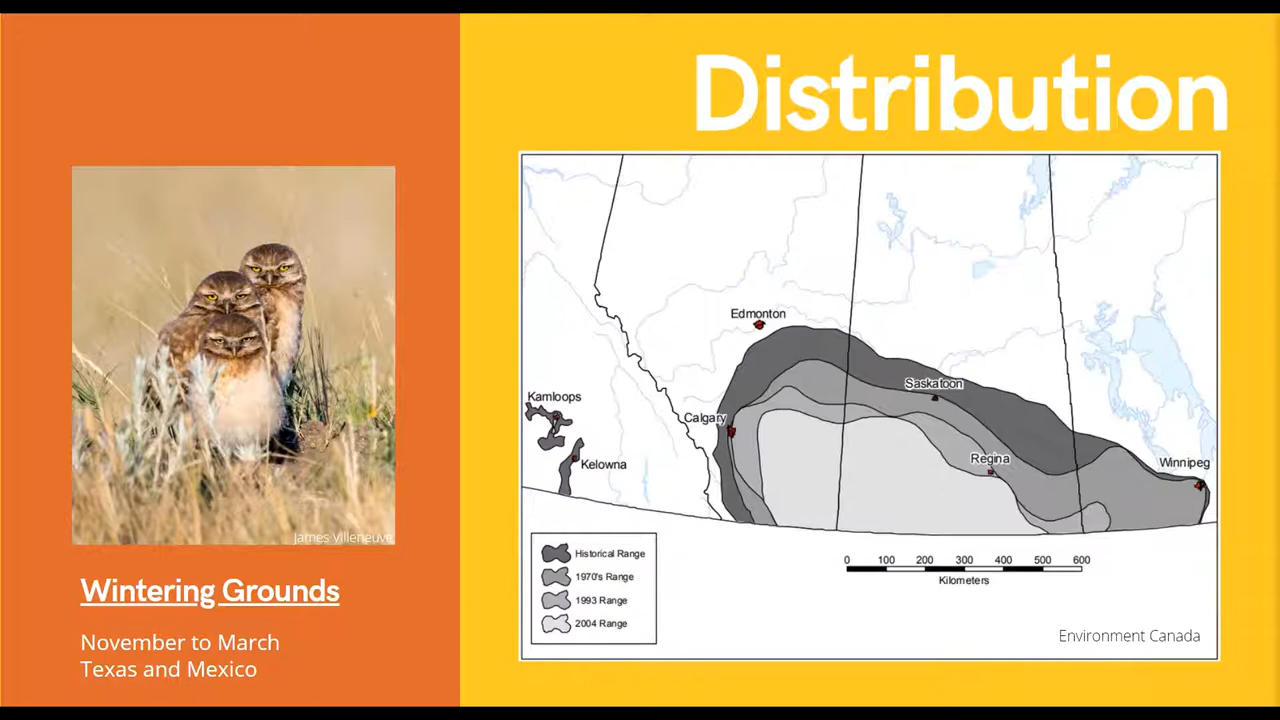 Distribution
James Villeneuve
Wintering Grounds
November to March
Texas and Mexico
Edmonton
Saskatoon
Kamloops
Calgary
Regina
Kelowna
Winnipeg
Historical Range
1970's Range
1993 Range
2004 Range
0 100 200 300 400 500 600
Kilometers
Environment Canada